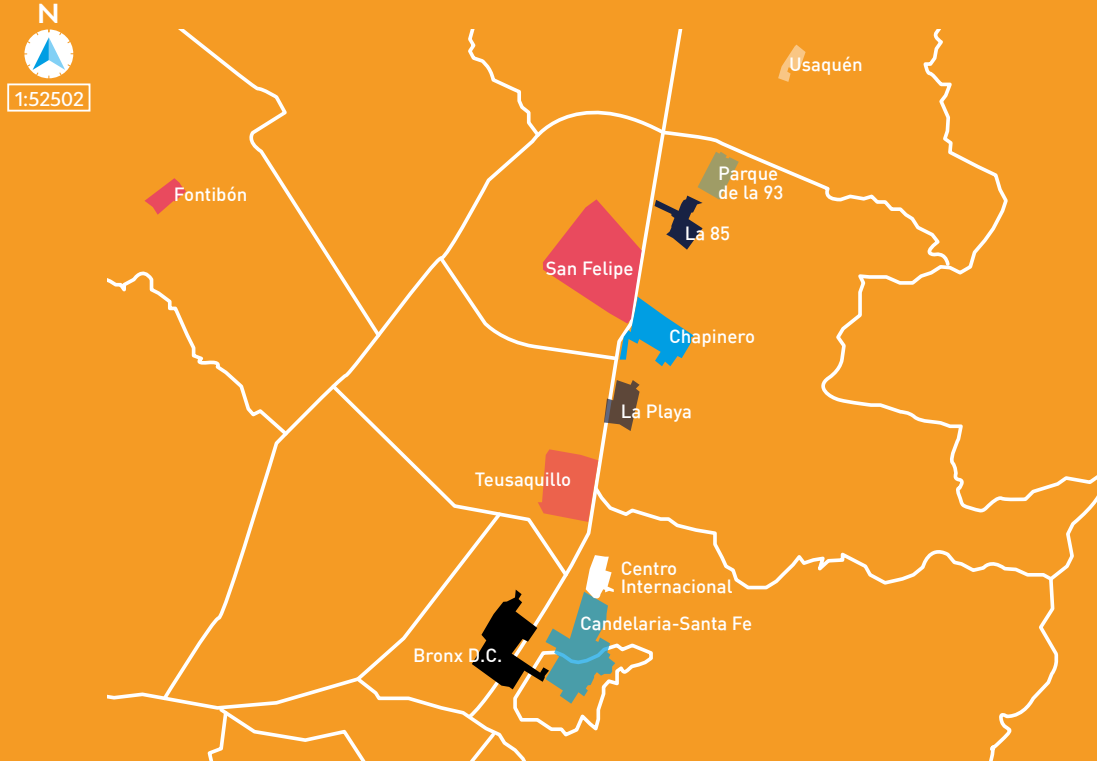 N
1:52502
Usaquén
Fontibón
Parque
de la 93
La 85
San Felipe
Chapinero
La Playa
Teusaquillo
Centro
Internacional
Candelaria-Santa Fe
Bronx D.C.